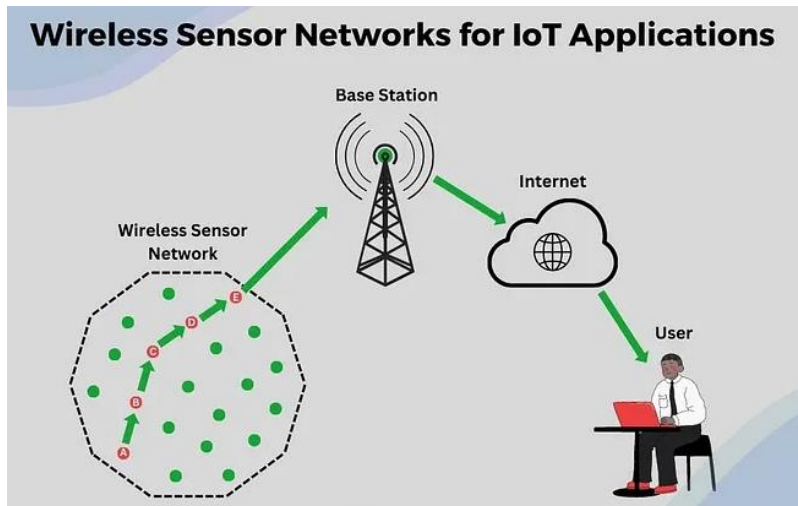 Wireless Sensor Networks for IoT Applications
Base Station
Internet
Wireless Sensor
Network
User
E
D
C
B
A